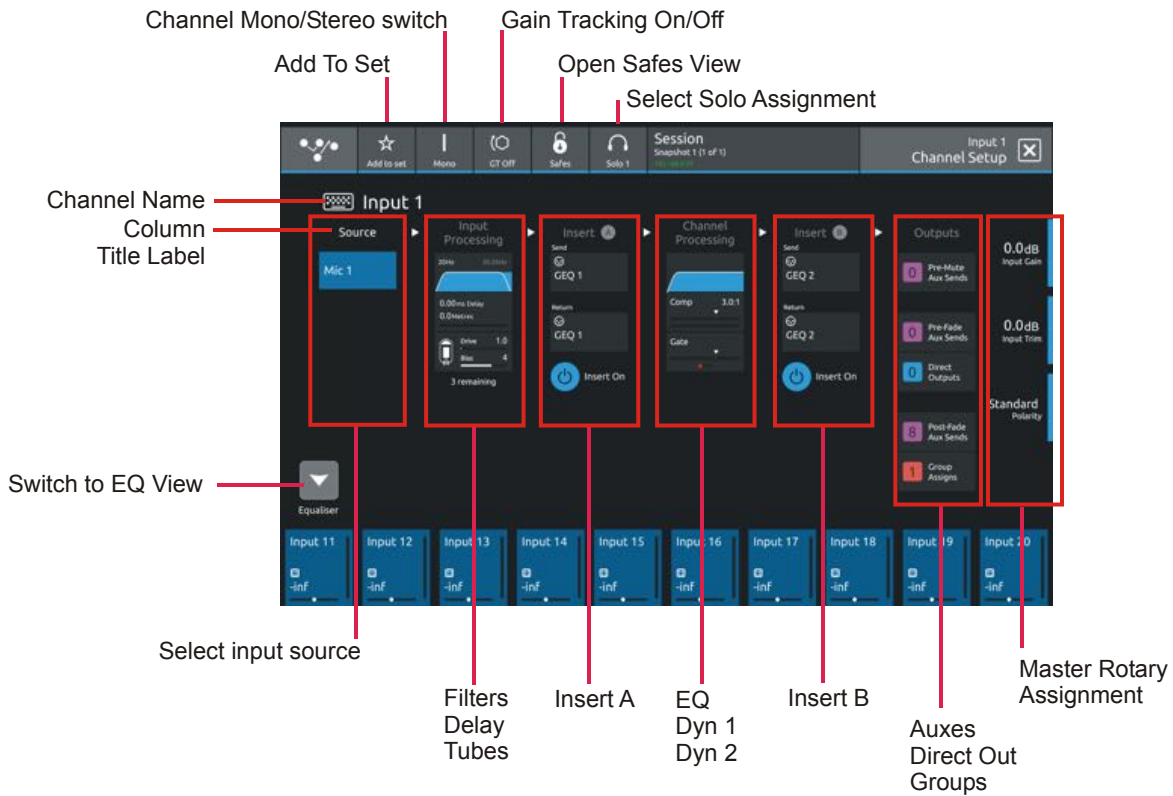 Channel Mono/Stereo switch
Gain Tracking On/Off
Add To Set
Open Safes View
Select Solo Assignment
Add to set
Mono
GT Off
Safes
Solo 1
Session
Snapshot 1 (1 of 1)
Input 1
Channel Setup
Channel Name
Column
Title Label
Input 1
Source
Mic 1
Input
Processing
20Hz
20.0kHz
0.00ms Delay
0.0Metres
Drive 1.0
Bias 4
3 remaining
Insert A
Send
GEQ 1
Return
GEQ 1
Insert On
Channel
Processing
Comp 3.0:1
Gate
Insert B
Send
GEQ 2
Return
GEQ 2
Insert On
Outputs
0 Pre-Mute
Aux Sends
0 Pre-Fade
Aux Sends
0 Direct
Outputs
8 Post-Fade
Aux Sends
1 Group
Assigns
0.0dB
Input Gain
0.0dB
Input Trim
Standard
Polarity
Switch to EQ View
Equaliser
Input 11
-inf
Input 12
-inf
Input 13
-inf
Input 14
-inf
Input 15
-inf
Input 16
-inf
Input 17
-inf
Input 18
-inf
Input 19
-inf
Input 20
-inf
Select input source
Filters
Delay
Tubes
Insert A
EQ
Dyn 1
Dyn 2
Insert B
Auxes
Direct Out
Groups
Master Rotary
Assignment